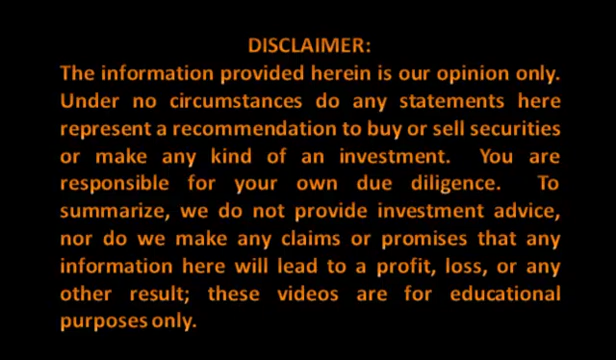 DISCLAIMER:
The information provided herein is our opinion only.
Under no circumstances do any statements here
represent a recommendation to buy or sell securities
or make any kind of an investment. You are
responsible for your own due diligence. To
summarize, we do not provide investment advice,
nor do we make any claims or promises that any
information here will lead to a profit, loss, or any
other result; these videos are for educational
purposes only.